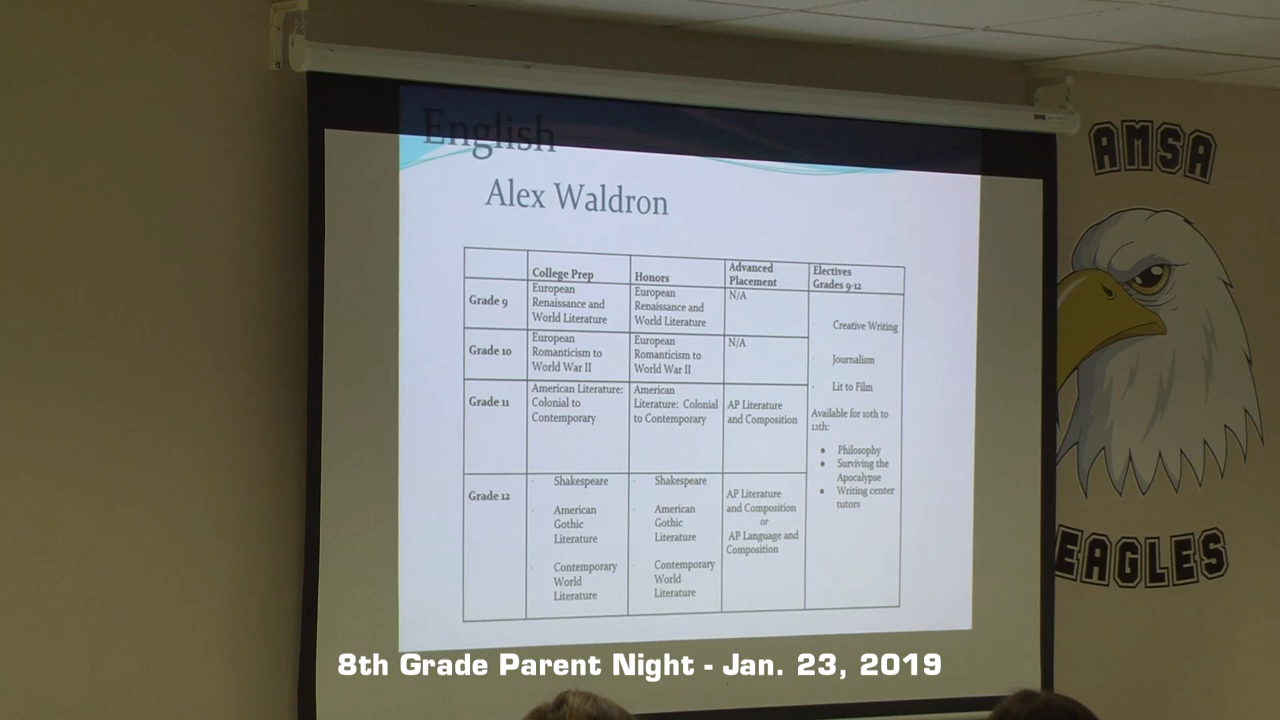 AMSA
EAGLES
English
Alex Waldron
College Prep
Honors
Advanced
Placement
Electives
Grades 9-12
Grade 9
European
Renaissance and
World Literature
European
Renaissance and
World Literature
N/A
Grade 10
European
Romanticism to
World War II
European
Romanticism to
World War II
N/A
Grade 11
American Literature:
Colonial to
Contemporary
American
Literature: Colonial
to Contemporary
AP Literature
and Composition
Grade 12
Shakespeare
American
Gothic
Literature
Contemporary
World
Literature
Shakespeare
American
Gothic
Literature
Contemporary
World
Literature
AP Literature
and Composition
or
AP Language and
Composition
Creative Writing
Journalism
Lit to Film
Available for 10th to
12th:
• Philosophy
• Surviving the
Apocalypse
• Writing center
tutors
8th Grade Parent Night - Jan. 23, 2019